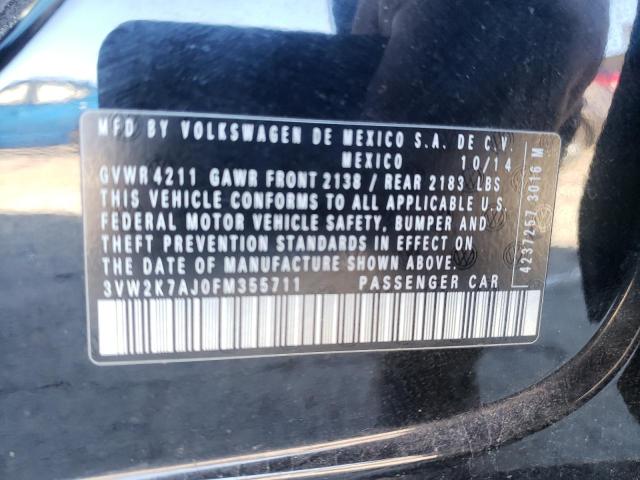 MFD BY VOLKSWAGEN DE MEXICO S.A. DE C.V.
MEXICO 10/14
GVWR 4211 GAWR FRONT 2138 / REAR 2183 LBS
THIS VEHICLE CONFORMS TO ALL APPLICABLE U.S.
FEDERAL MOTOR VEHICLE SAFETY, BUMPER AND
THEFT PREVENTION STANDARDS IN EFFECT ON
THE DATE OF MANUFACTURE SHOWN ABOVE.
3VW2K7AJ0FM355711 PASSENGER CAR
4237257 3016 M